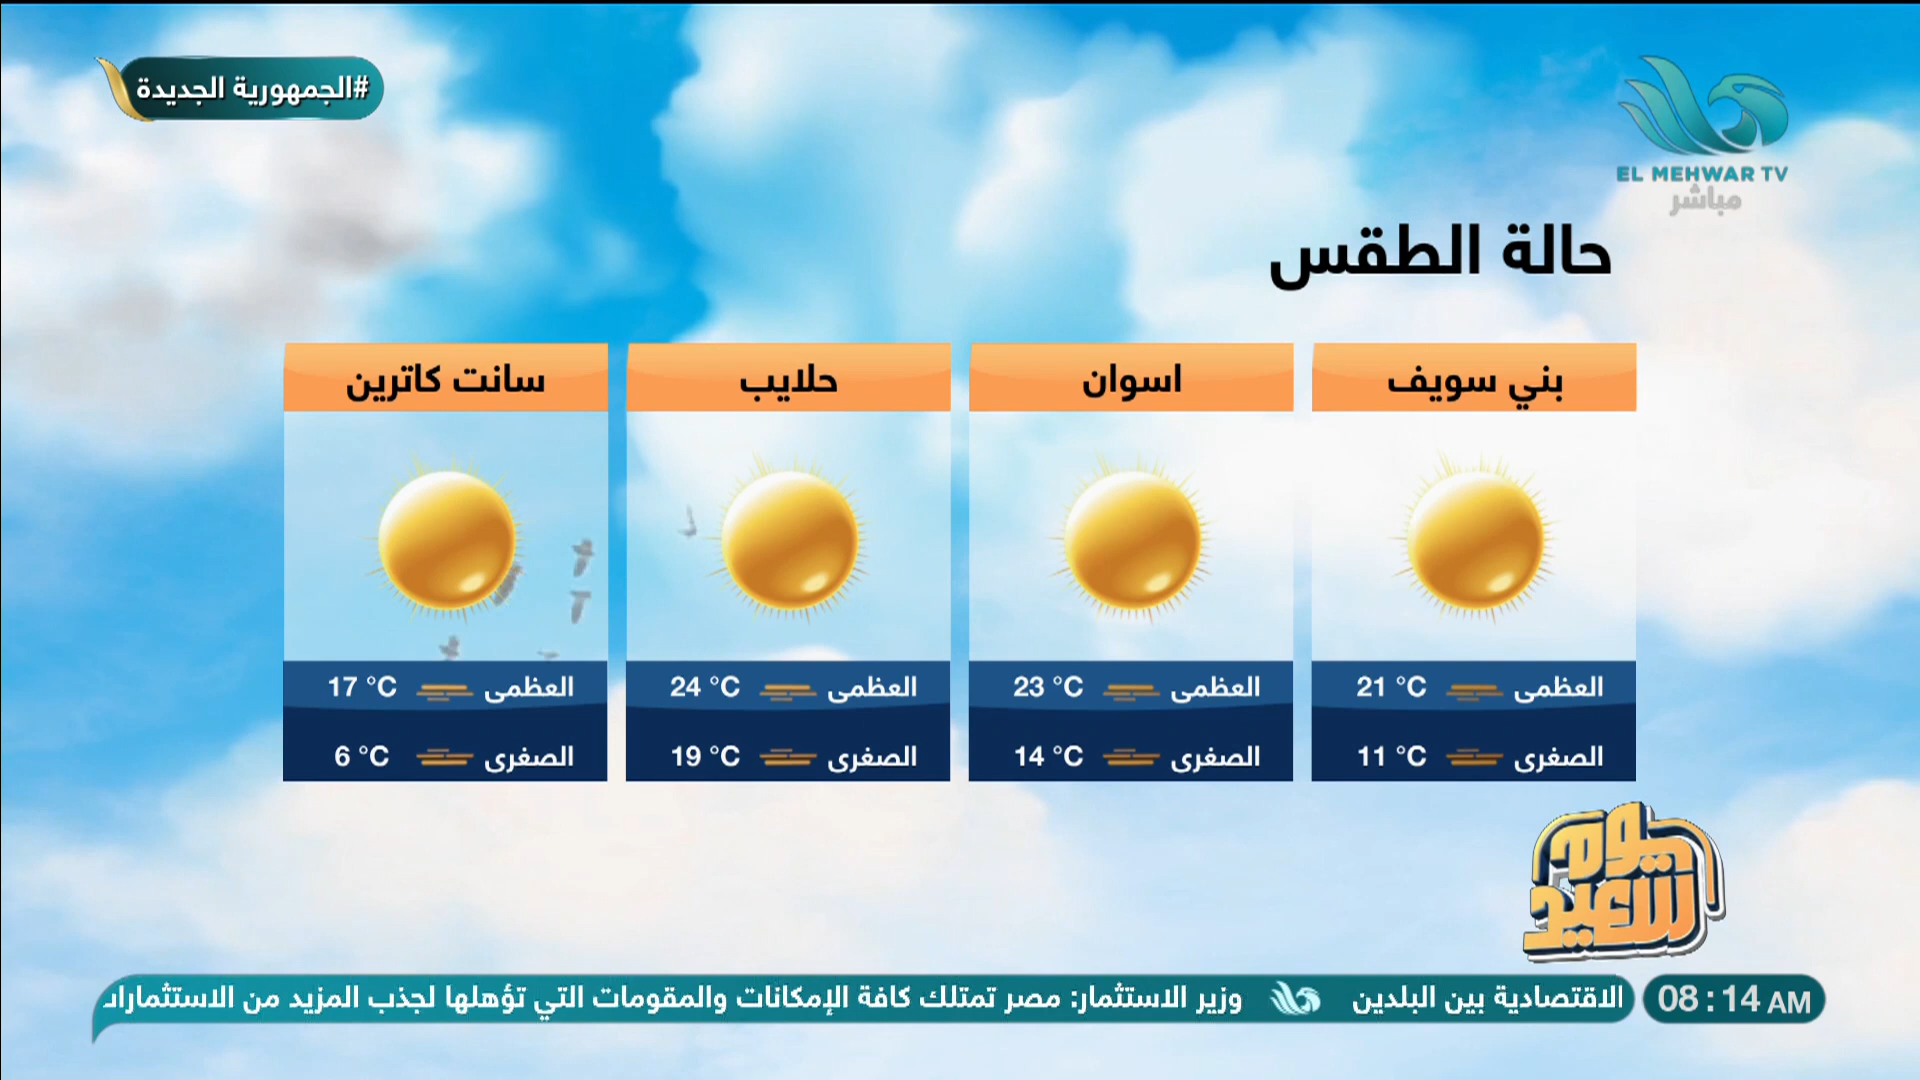 #الجمهورية الجديدة
EL MEHWAR TV
مباشر
حالة الطقس
بني سويف
العظمى 21 °C
الصغرى 11 °C
اسوان
العظمى 23 °C
الصغرى 14 °C
حلايب
العظمى 24 °C
الصغرى 19 °C
سانت كاترين
العظمى 17 °C
الصغرى 6 °C
يوم
سعيد
08:14 AM
الاقتصادية بين البلدين وزير الاستثمار: مصر تمتلك كافة الإمكانات والمقومات التي تؤهلها لجذب المزيد من الاستثمارات